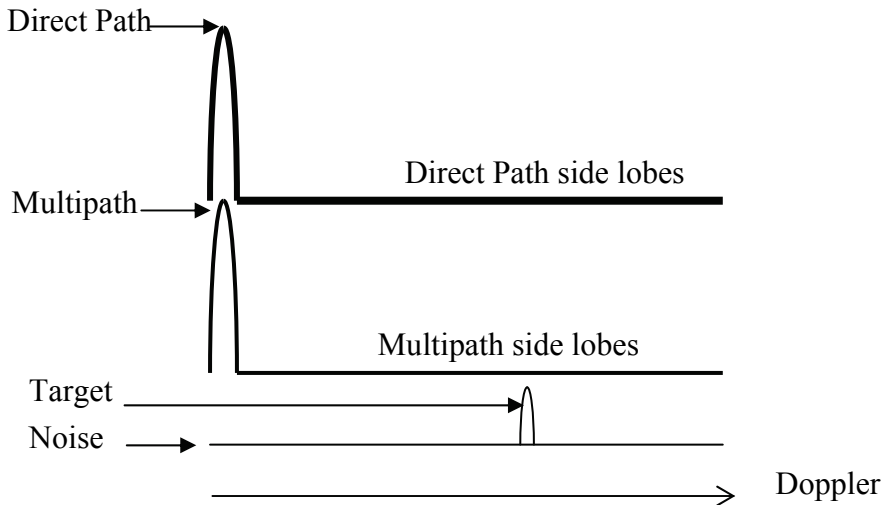 Direct Path
Direct Path side lobes
Multipath
Multipath side lobes
Target
Noise
Doppler